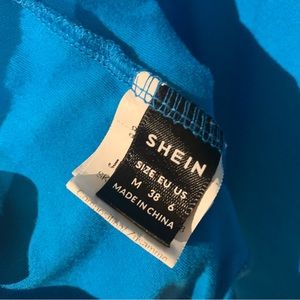 SHEIN
SIZE EU US
M 38 6
MADE IN CHINA